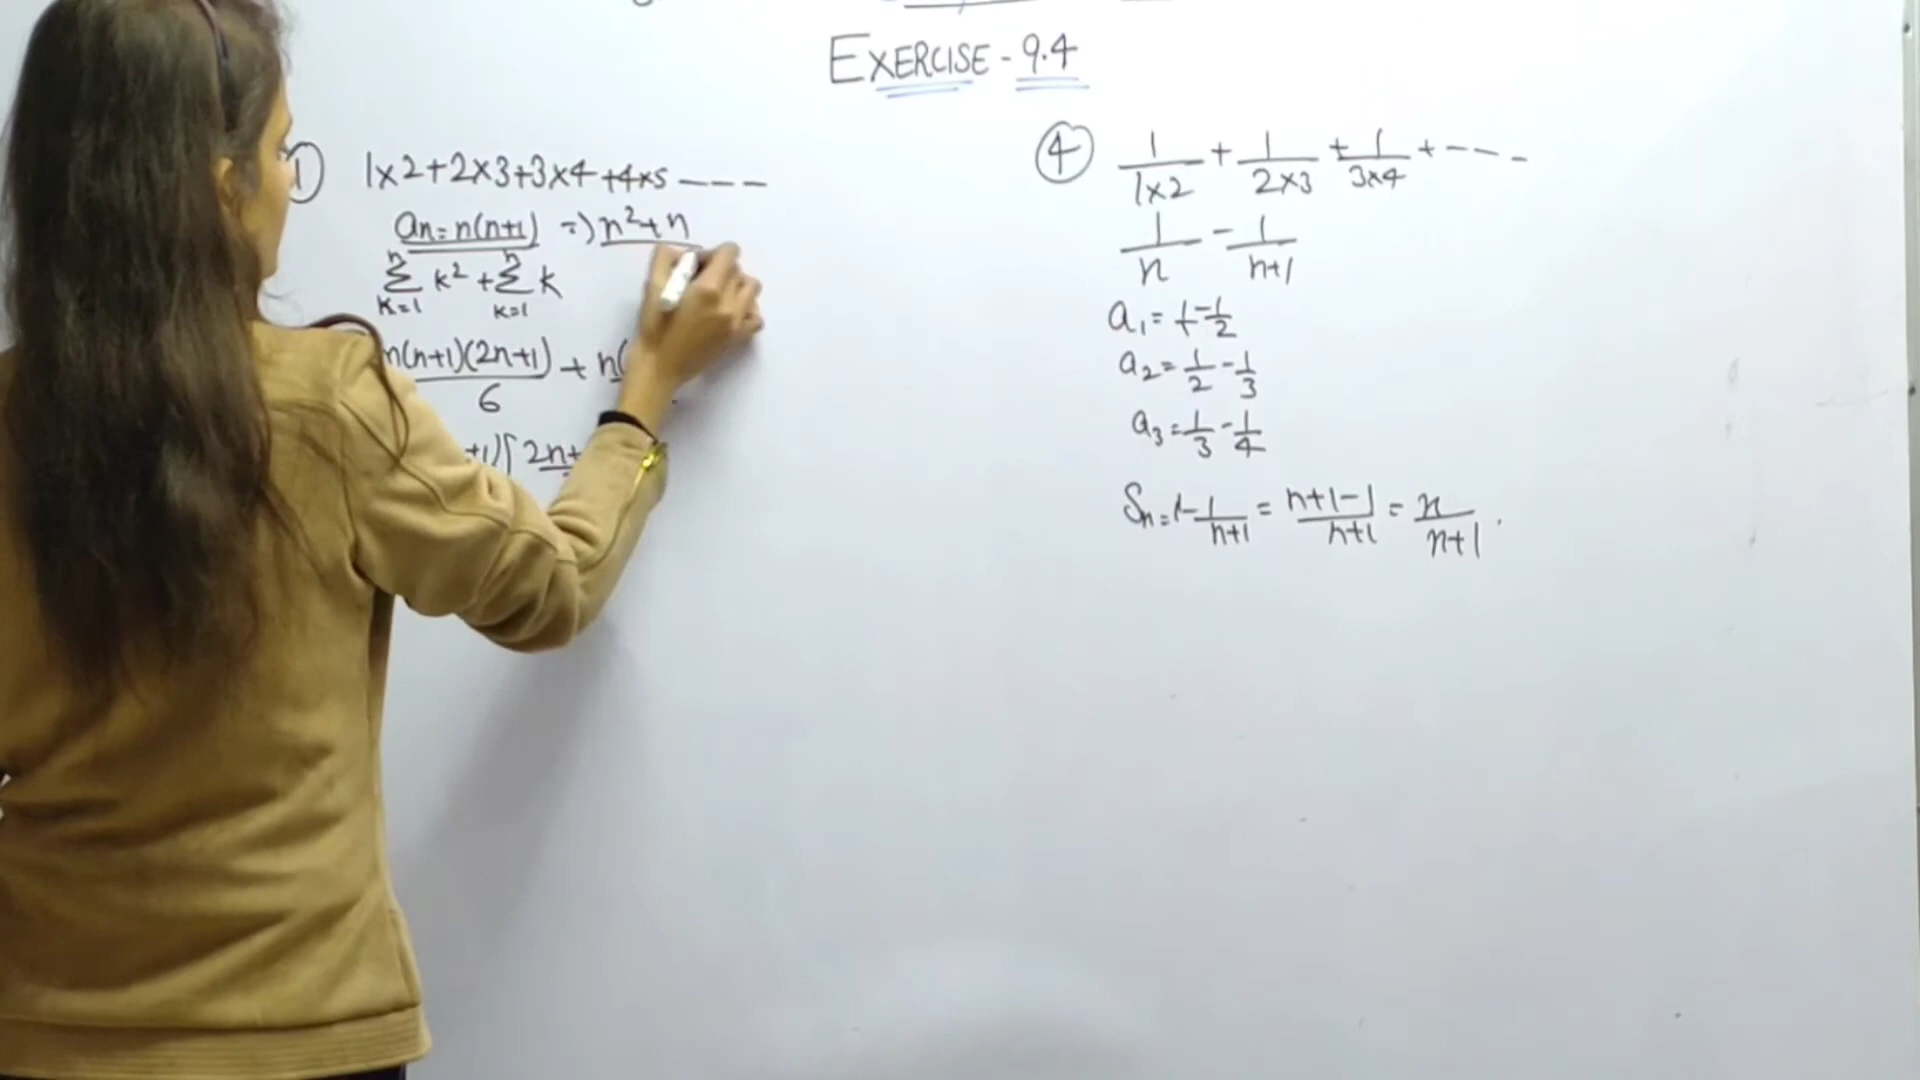 EXERCISE - 9.4
① 1×2+2×3+3×4+4×5 ----
an=n(n+1) =) n²+n
n∑k=1 k² + n∑k=1 k
n(n+1)(2n+1)/6 + n(
+1)[2n+
④ 1/1×2 + 1/2×3 + 1/3×4 + ----
1/n - 1/n+1
a₁= 1-1/2
a₂= 1/2-1/3
a₃= 1/3-1/4
Sn= 1-1/n+1 = n+1-1/n+1 = n/n+1 .